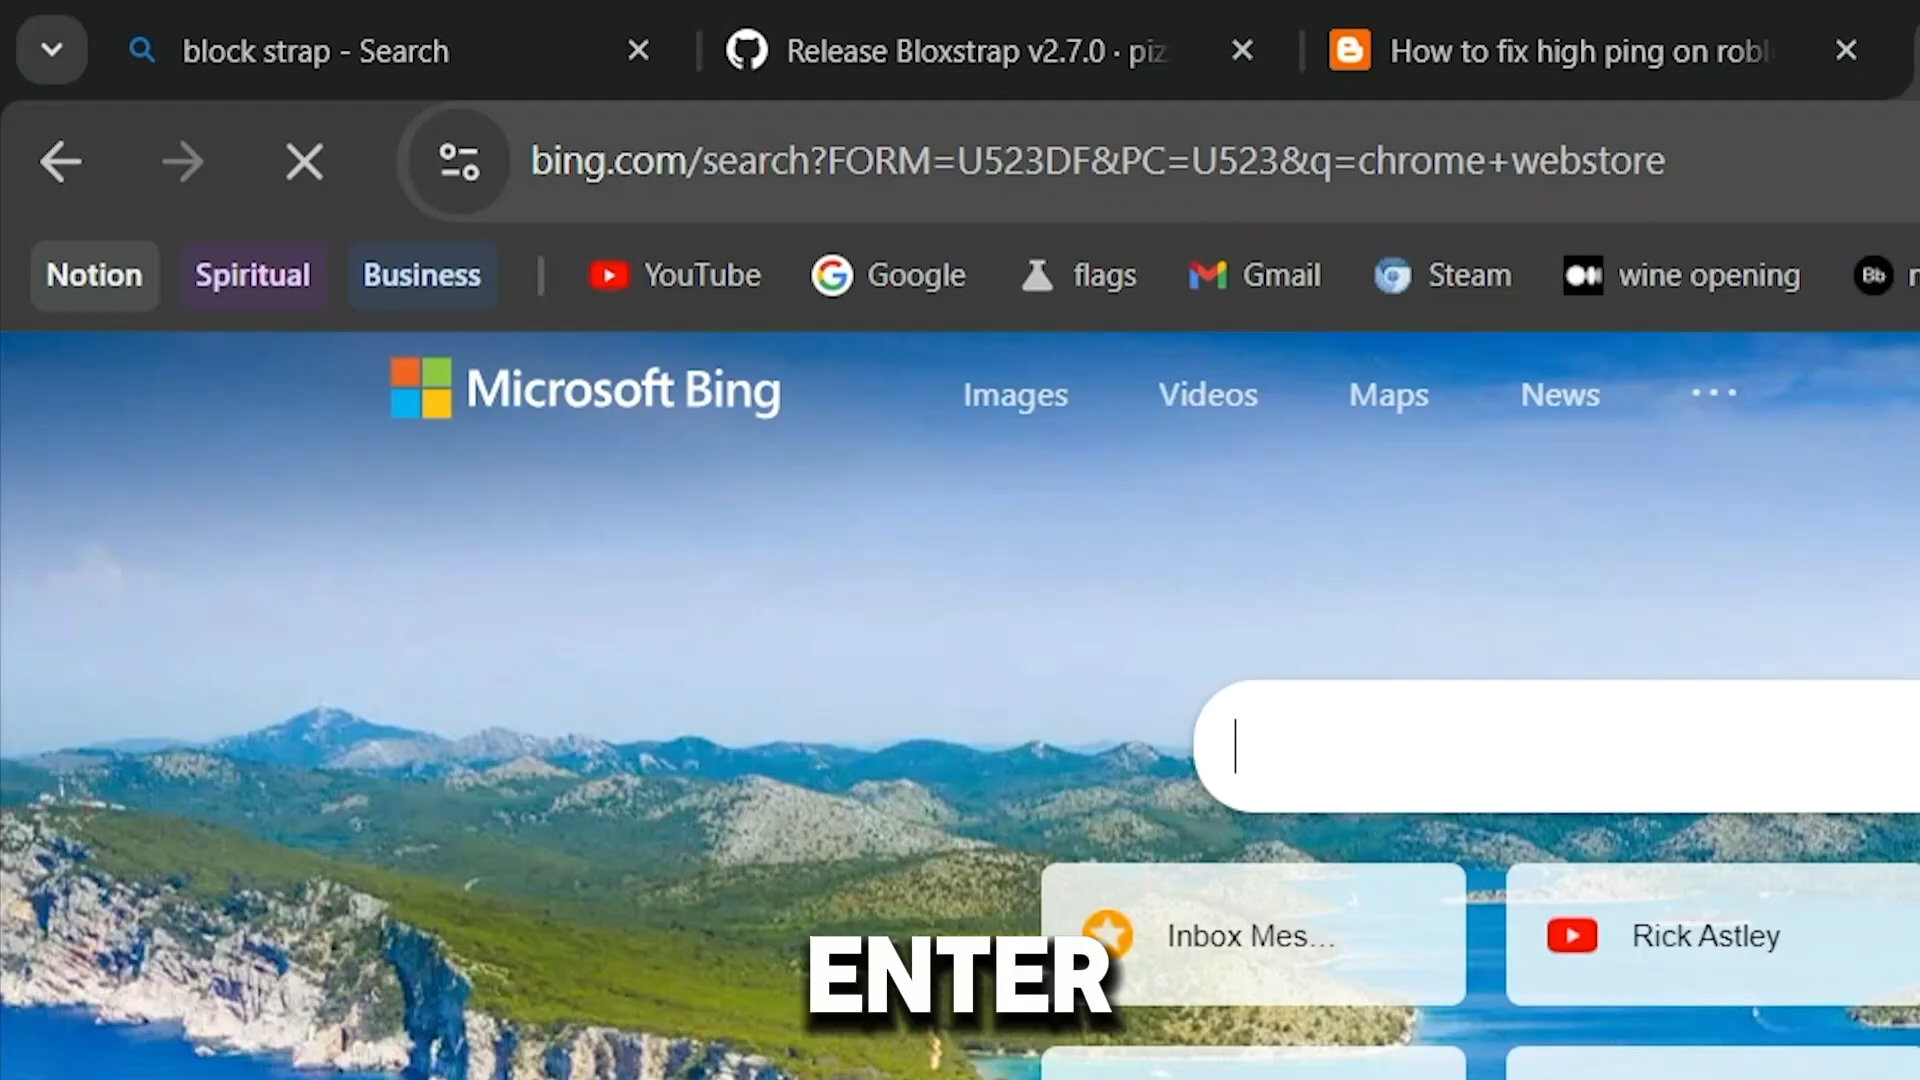 block strap - Search
Release Bloxstrap v2.7.0 · piz
How to fix high ping on robl
bing.com/search?FORM=U523DF&PC=U523&q=chrome+webstore
Notion Spiritual Business YouTube Google flags Gmail Steam wine opening Bb
Microsoft Bing Images Videos Maps News ...
Inbox Mes... Rick Astley
ENTER